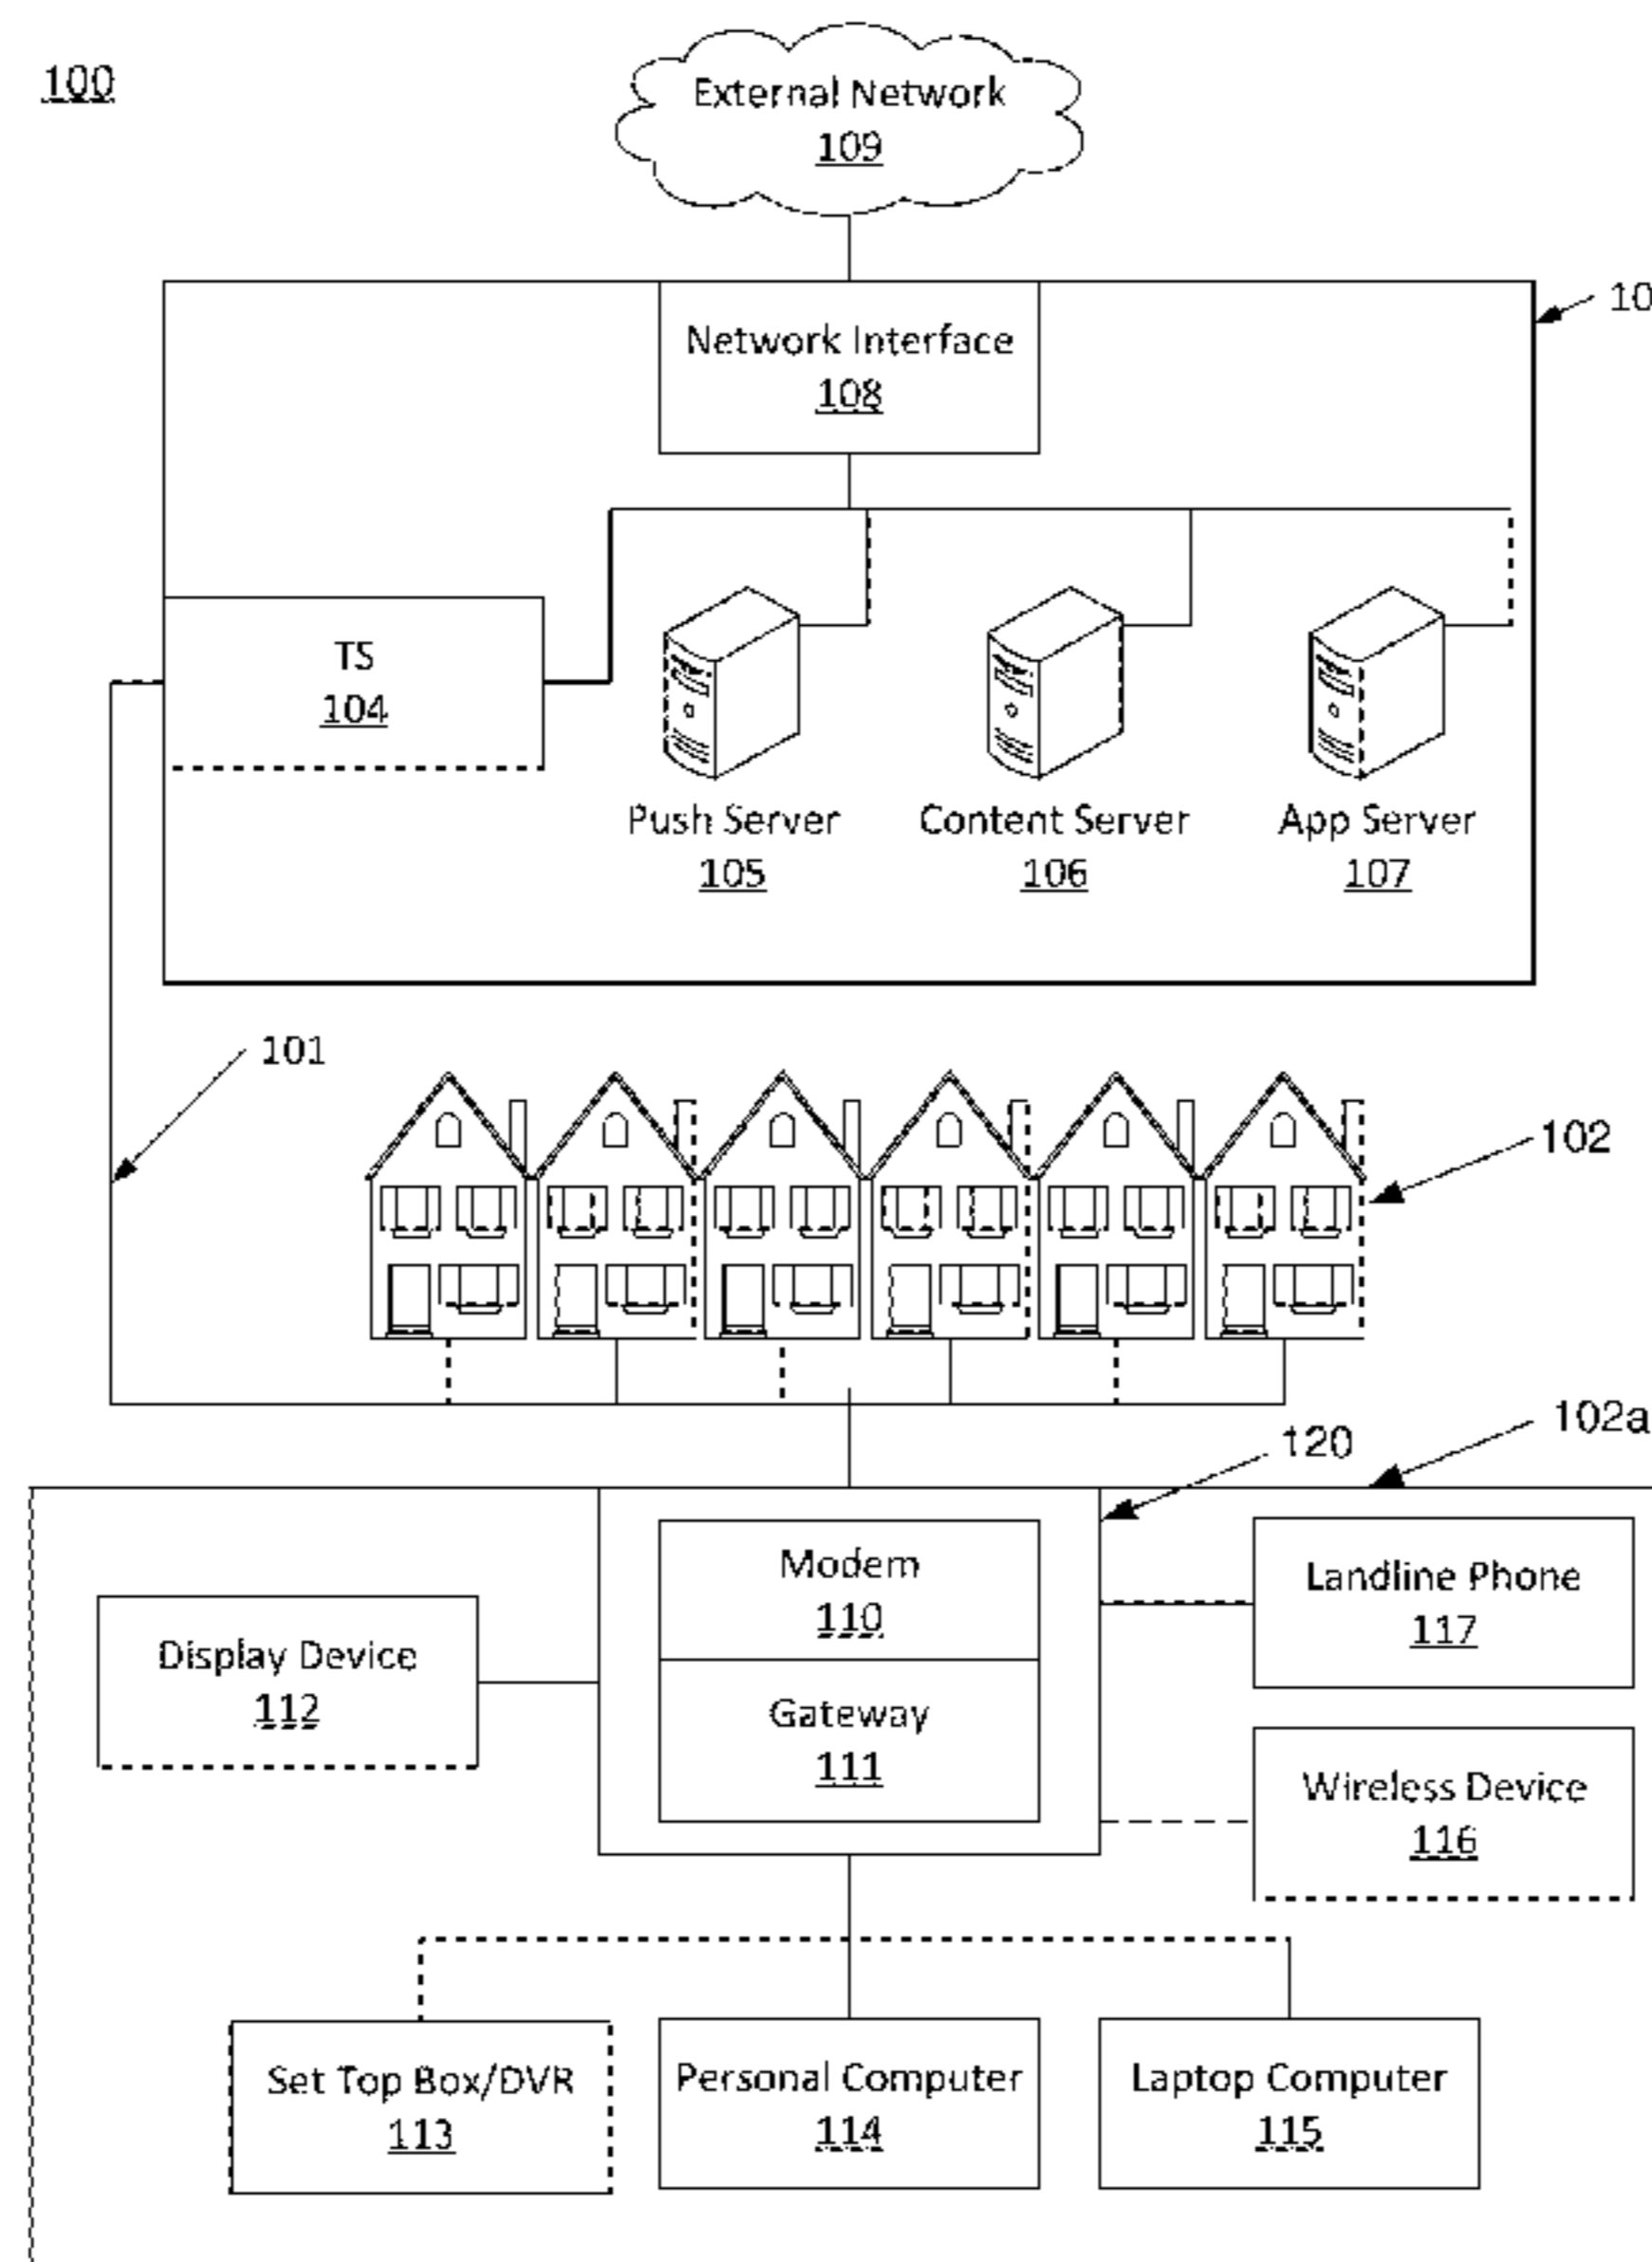 100
External Network
109
10
Network Interface
108
TS
104
Push Server
105
Content Server
106
App Server
107
101
102
102a
120
Modem
110
Landline Phone
117
Display Device
112
Gateway
111
Wireless Device
116
Set Top Box/DVR
113
Personal Computer
114
Laptop Computer
115